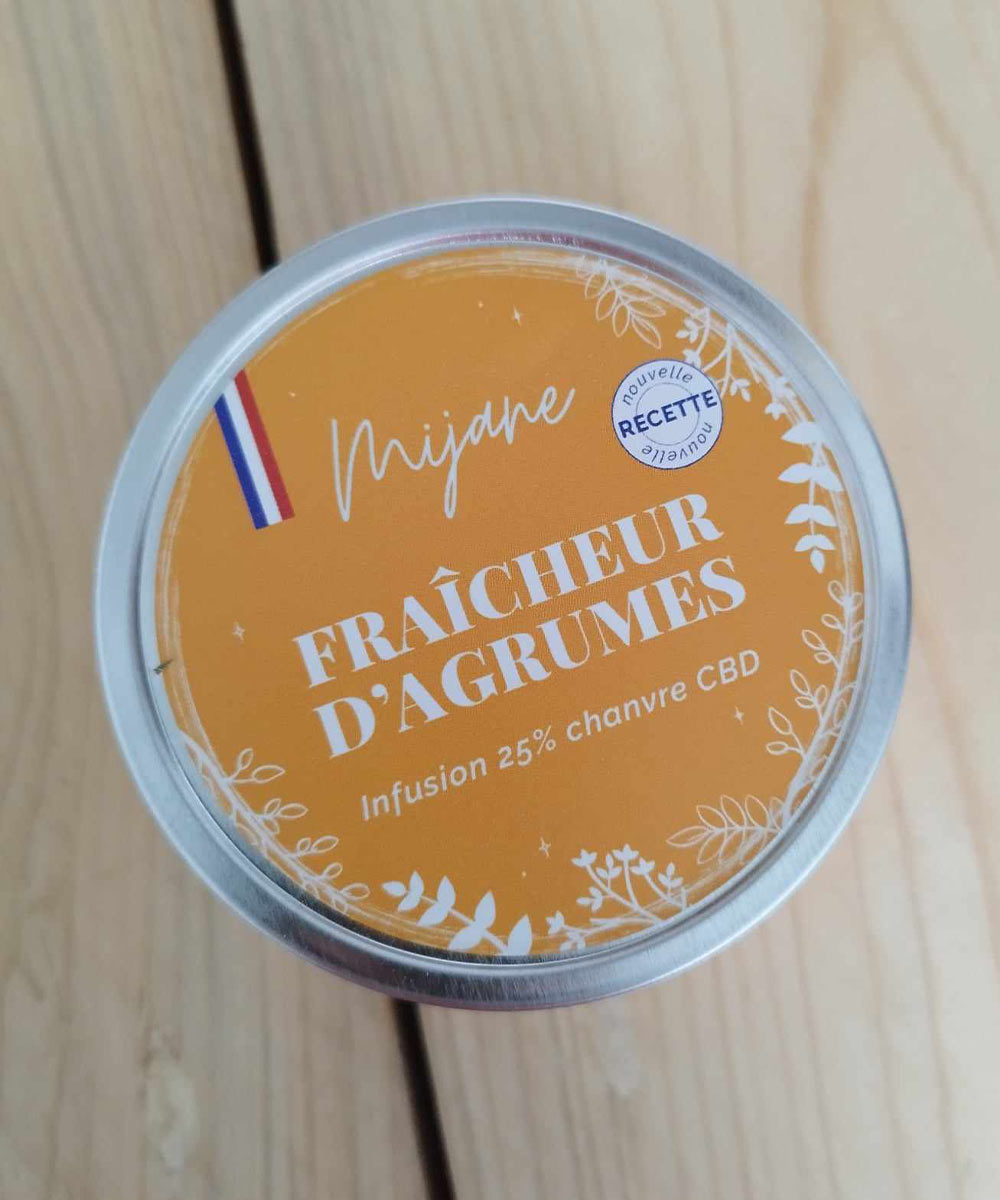 Mijane
nouvelle
RECETTE
nouvelle
FRAÎCHEUR
D'AGRUMES
Infusion 25% chanvre CBD